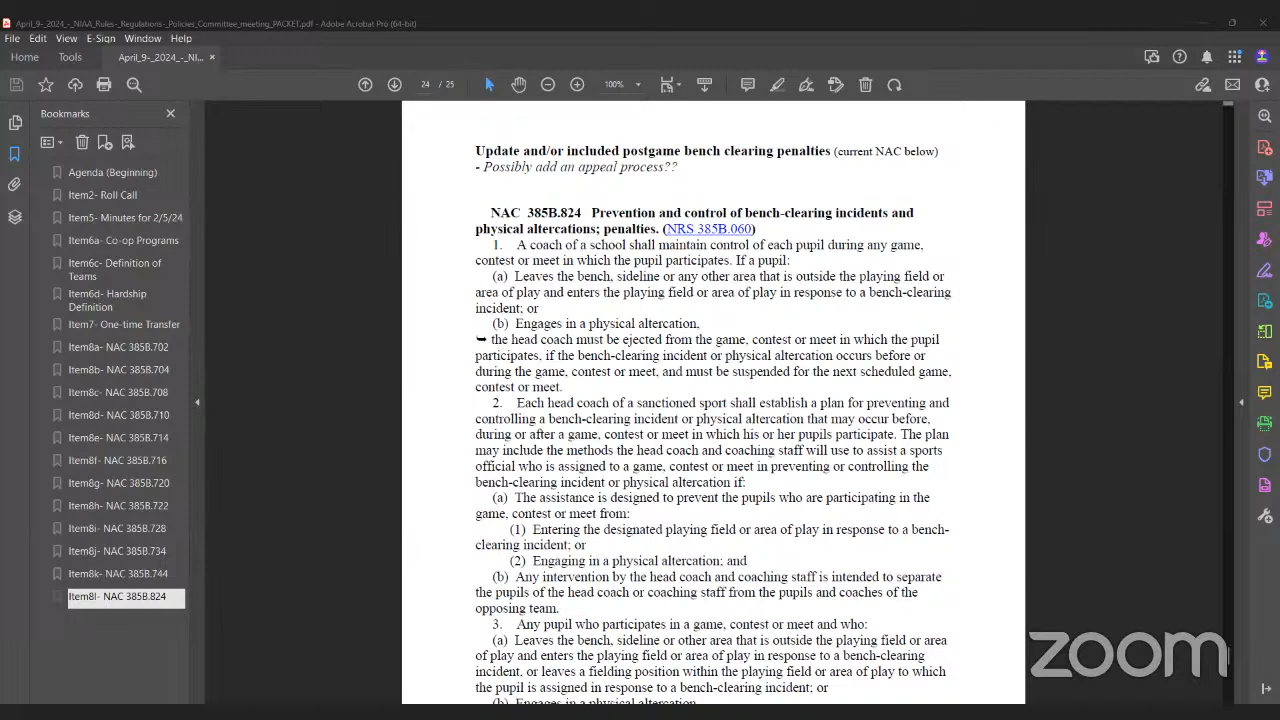 April_9-_2024_-_NIAA_Rules-_Regulations-_Policies_Committee_meeting_PACKET.pdf - Adobe Acrobat Pro (64-bit)
File Edit View E-Sign Window Help
Home Tools April_9-_2024_-_NI... ×
24 / 25 100%
Bookmarks
Agenda (Beginning)
Item2- Roll Call
Item5- Minutes for 2/5/24
Item6a- Co-op Programs
Item6c- Definition of
Teams
Item6d- Hardship
Definition
Item7- One-time Transfer
Item8a- NAC 385B.702
Item8b- NAC 385B.704
Item8c- NAC 385B.708
Item8d- NAC 385B.710
Item8e- NAC 385B.714
Item8f- NAC 385B.716
Item8g- NAC 385B.720
Item8h- NAC 385B.722
Item8i- NAC 385B.728
Item8j- NAC 385B.734
Item8k- NAC 385B.744
Item8l- NAC 385B.824
Update and/or included postgame bench clearing penalties (current NAC below)
- Possibly add an appeal process??
NAC 385B.824 Prevention and control of bench-clearing incidents and
physical altercations; penalties. (NRS 385B.060)
1. A coach of a school shall maintain control of each pupil during any game,
contest or meet in which the pupil participates. If a pupil:
(a) Leaves the bench, sideline or any other area that is outside the playing field or
area of play and enters the playing field or area of play in response to a bench-clearing
incident; or
(b) Engages in a physical altercation,
➥ the head coach must be ejected from the game, contest or meet in which the pupil
participates, if the bench-clearing incident or physical altercation occurs before or
during the game, contest or meet, and must be suspended for the next scheduled game,
contest or meet.
2. Each head coach of a sanctioned sport shall establish a plan for preventing and
controlling a bench-clearing incident or physical altercation that may occur before,
during or after a game, contest or meet in which his or her pupils participate. The plan
may include the methods the head coach and coaching staff will use to assist a sports
official who is assigned to a game, contest or meet in preventing or controlling the
bench-clearing incident or physical altercation if:
(a) The assistance is designed to prevent the pupils who are participating in the
game, contest or meet from:
(1) Entering the designated playing field or area of play in response to a bench-
clearing incident; or
(2) Engaging in a physical altercation; and
(b) Any intervention by the head coach and coaching staff is intended to separate
the pupils of the head coach or coaching staff from the pupils and coaches of the
opposing team.
3. Any pupil who participates in a game, contest or meet and who:
(a) Leaves the bench, sideline or other area that is outside the playing field or area
of play and enters the playing field or area of play in response to a bench-clearing
incident, or leaves a fielding position within the playing field or area of play to which
the pupil is assigned in response to a bench-clearing incident; or
(b) Engages in a physical altercation
zoom